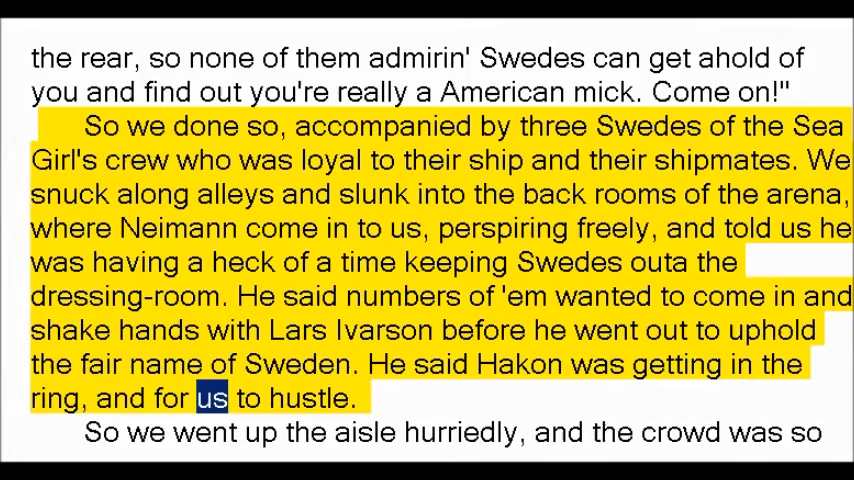 the rear, so none of them admirin' Swedes can get ahold of
you and find out you're really a American mick. Come on!"
So we done so, accompanied by three Swedes of the Sea
Girl's crew who was loyal to their ship and their shipmates. We
snuck along alleys and slunk into the back rooms of the arena,
where Neimann come in to us, perspiring freely, and told us he
was having a heck of a time keeping Swedes outa the
dressing-room. He said numbers of 'em wanted to come in and
shake hands with Lars Ivarson before he went out to uphold
the fair name of Sweden. He said Hakon was getting in the
ring, and for us to hustle.
So we went up the aisle hurriedly, and the crowd was so